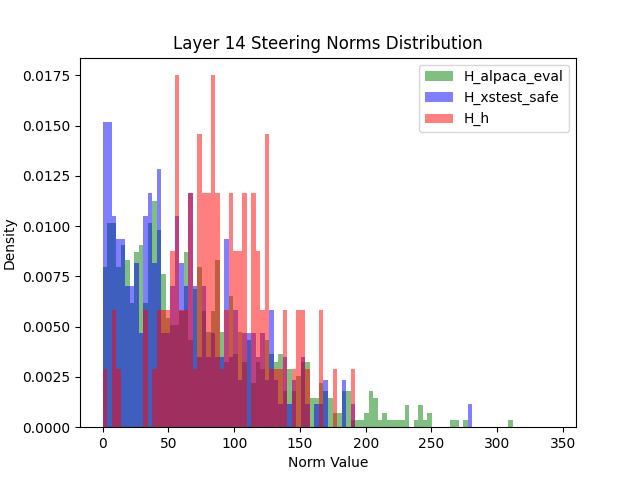 Layer 14 Steering Norms Distribution
H_alpaca_eval
H_xstest_safe
H_h
0.0175
0.0150
0.0125
0.0100
0.0075
0.0050
0.0025
0.0000
Density
0 50 100 150 200 250 300 350
Norm Value